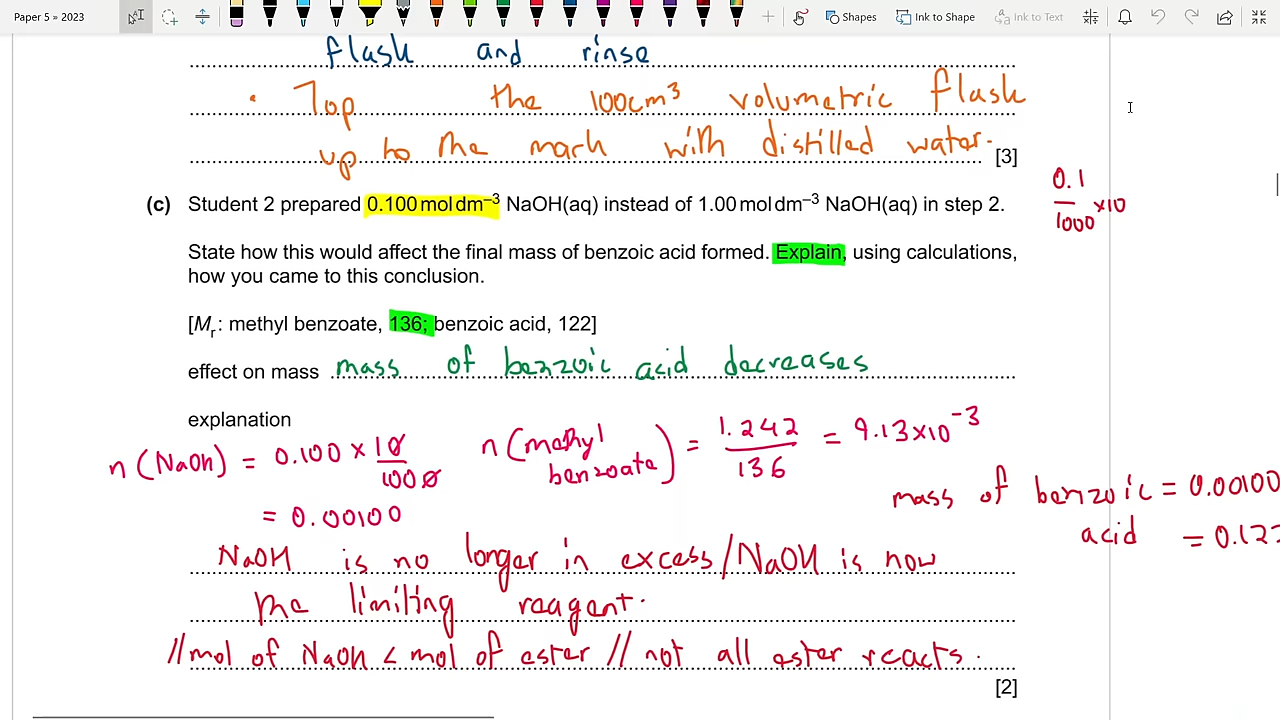 Paper 5 » 2023
Shapes
Ink to Shape
Ink to Text
flask and rinse
. Top the 100cm³ volumetric flask
up to the mark with distilled water. [3]
0.1
1000 ×10
(c) Student 2 prepared 0.100 mol dm⁻³ NaOH(aq) instead of 1.00 mol dm⁻³ NaOH(aq) in step 2.
State how this would affect the final mass of benzoic acid formed. Explain, using calculations,
how you came to this conclusion.
[Mr: methyl benzoate, 136; benzoic acid, 122]
effect on mass mass of benzoic acid decreases
explanation
n(NaOH) = 0.100 × 10/1000
= 0.00100
n(methyl benzoate) = 1.242/136 = 9.13×10⁻³
mass of benzoic = 0.00100
acid = 0.122
NaOH is no longer in excess/NaOH is now
the limiting reagent.
//mol of NaOH < mol of ester // not all ester reacts.
[2]